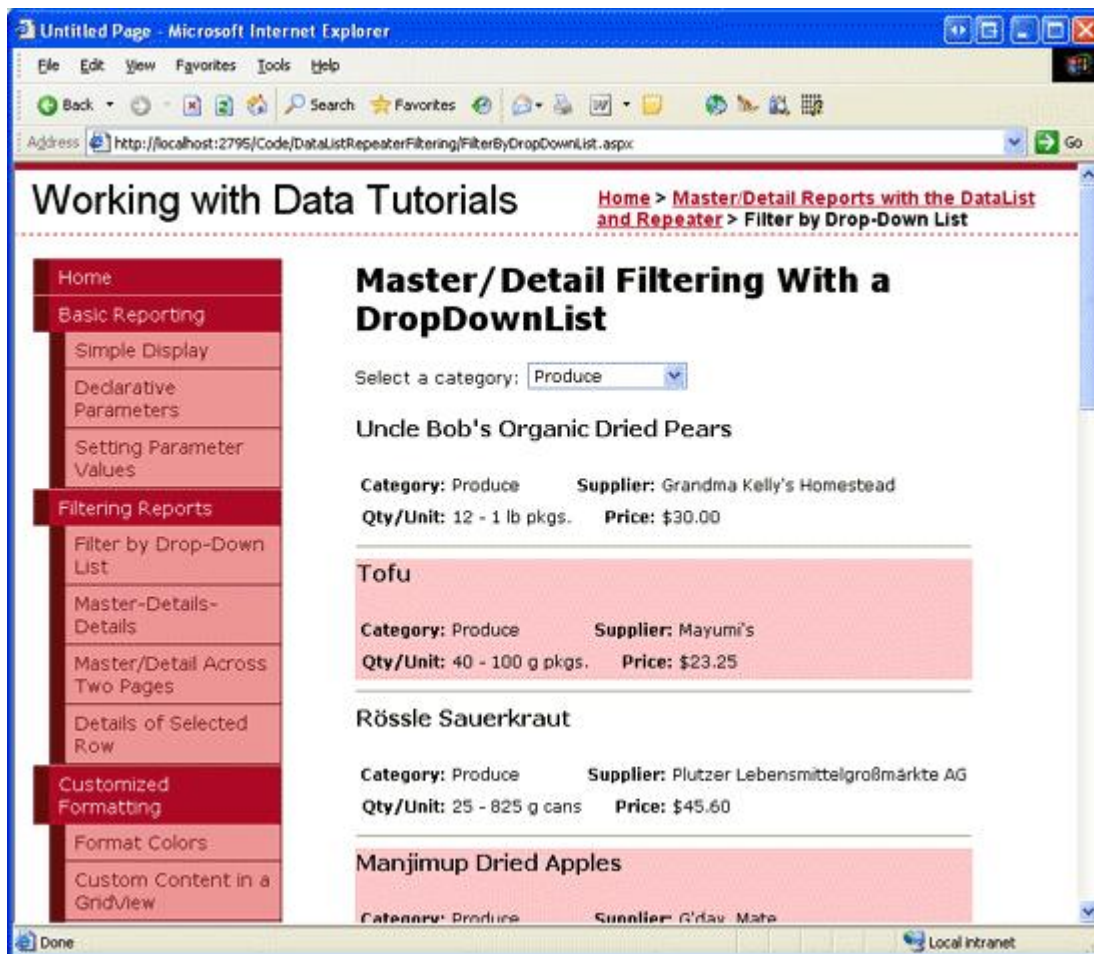 Untitled Page - Microsoft Internet Explorer
File Edit View Favorites Tools Help
Back Search Favorites
Address http://localhost:2795/Code/DataListRepeaterFiltering/FilterByDropDownList.aspx Go
Working with Data Tutorials
Home > Master/Detail Reports with the DataList
and Repeater > Filter by Drop-Down List
Home
Basic Reporting
Simple Display
Declarative
Parameters
Setting Parameter
Values
Filtering Reports
Filter by Drop-Down
List
Master-Details-
Details
Master/Detail Across
Two Pages
Details of Selected
Row
Customized
Formatting
Format Colors
Custom Content in a
GridView
Master/Detail Filtering With a
DropDownList
Select a category: Produce
Uncle Bob's Organic Dried Pears
Category: Produce Supplier: Grandma Kelly's Homestead
Qty/Unit: 12 - 1 lb pkgs. Price: $30.00
Tofu
Category: Produce Supplier: Mayumi's
Qty/Unit: 40 - 100 g pkgs. Price: $23.25
Rössle Sauerkraut
Category: Produce Supplier: Plutzer Lebensmittelgroßmärkte AG
Qty/Unit: 25 - 825 g cans Price: $45.60
Manjimup Dried Apples
Category: Produce Supplier: G'day, Mate
Done
Local intranet